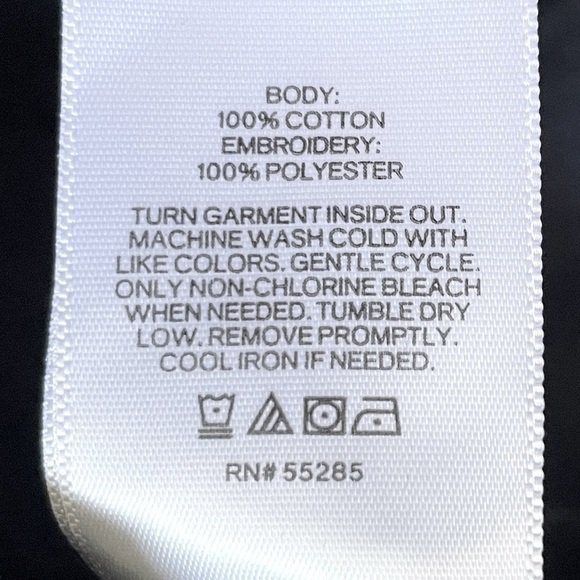 BODY:
100% COTTON
EMBROIDERY:
100% POLYESTER
TURN GARMENT INSIDE OUT.
MACHINE WASH COLD WITH
LIKE COLORS. GENTLE CYCLE.
ONLY NON-CHLORINE BLEACH
WHEN NEEDED. TUMBLE DRY
LOW. REMOVE PROMPTLY.
COOL IRON IF NEEDED.
RN# 55285